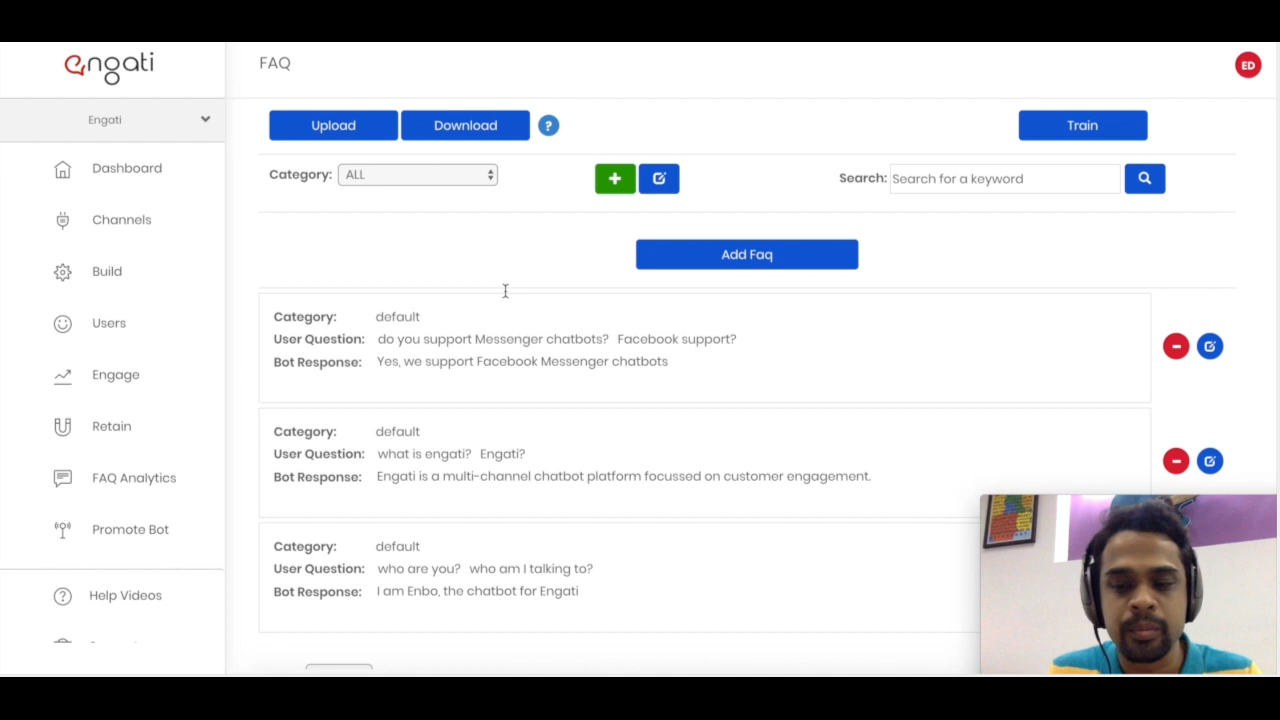 engati
FAQ
ED
Engati
Upload
Download
?
Train
Category: ALL
Search: Search for a keyword
Add Faq
Dashboard
Channels
Build
Users
Engage
Retain
FAQ Analytics
Promote Bot
Help Videos
Category: default
User Question: do you support Messenger chatbots? Facebook support?
Bot Response: Yes, we support Facebook Messenger chatbots
Category: default
User Question: what is engati? Engati?
Bot Response: Engati is a multi-channel chatbot platform focussed on customer engagement.
Category: default
User Question: who are you? who am I talking to?
Bot Response: I am Enbo, the chatbot for Engati